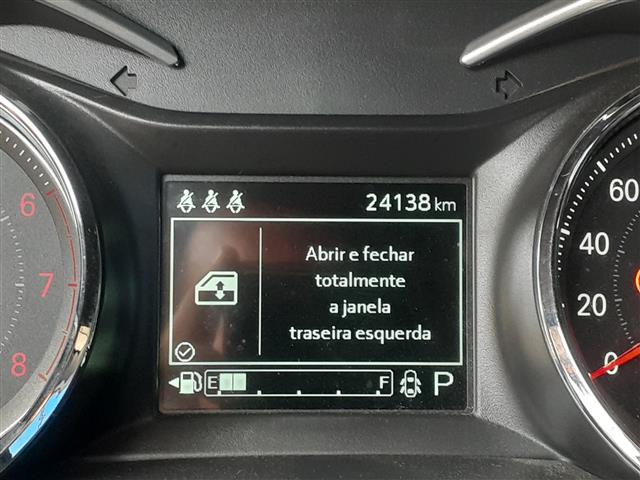 24138 km
Abrir e fechar
totalmente
a janela
traseira esquerda
E F P
6
7
8
60
40
20
0